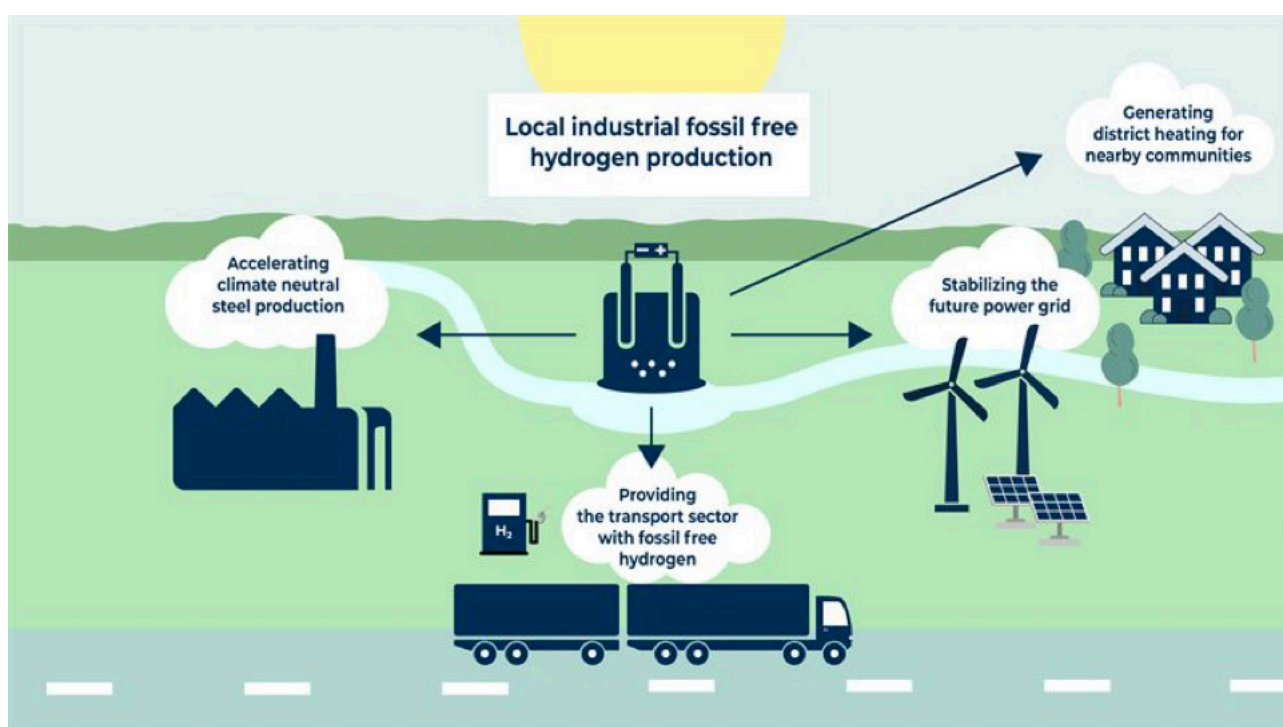 Local industrial fossil free
hydrogen production
Generating
district heating for
nearby communities
Accelerating
climate neutral
steel production
- +
Stabilizing the
future power grid
Providing
the transport sector
with fossil free
hydrogen
H₂